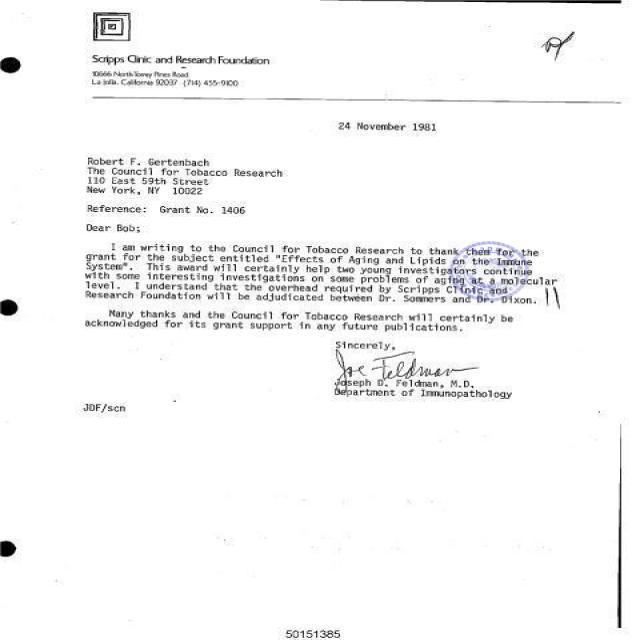 Scripps Clinic and Research Foundation
10666 North Torrey Pines Road
La Jolla, California 92037 (714) 455-9100
24 November 1981
Robert F. Gertenbach
The Council for Tobacco Research
110 East 59th Street
New York, NY 10022
Reference: Grant No. 1406
Dear Bob;
I am writing to the Council for Tobacco Research to thank them for the
grant for the subject entitled "Effects of Aging and Lipids on the Immune
System". This award will certainly help two young investigators continue
with some interesting investigations on some problems of aging at a molecular
level. I understand that the overhead required by Scripps Clinic and
Research Foundation will be adjudicated between Dr. Sommers and Dr. Dixon.
Many thanks and the Council for Tobacco Research will certainly be
acknowledged for its grant support in any future publications.
Sincerely,
Joe Feldman
Joseph D. Feldman, M.D.
Department of Immunopathology
JDF/scn
50151385